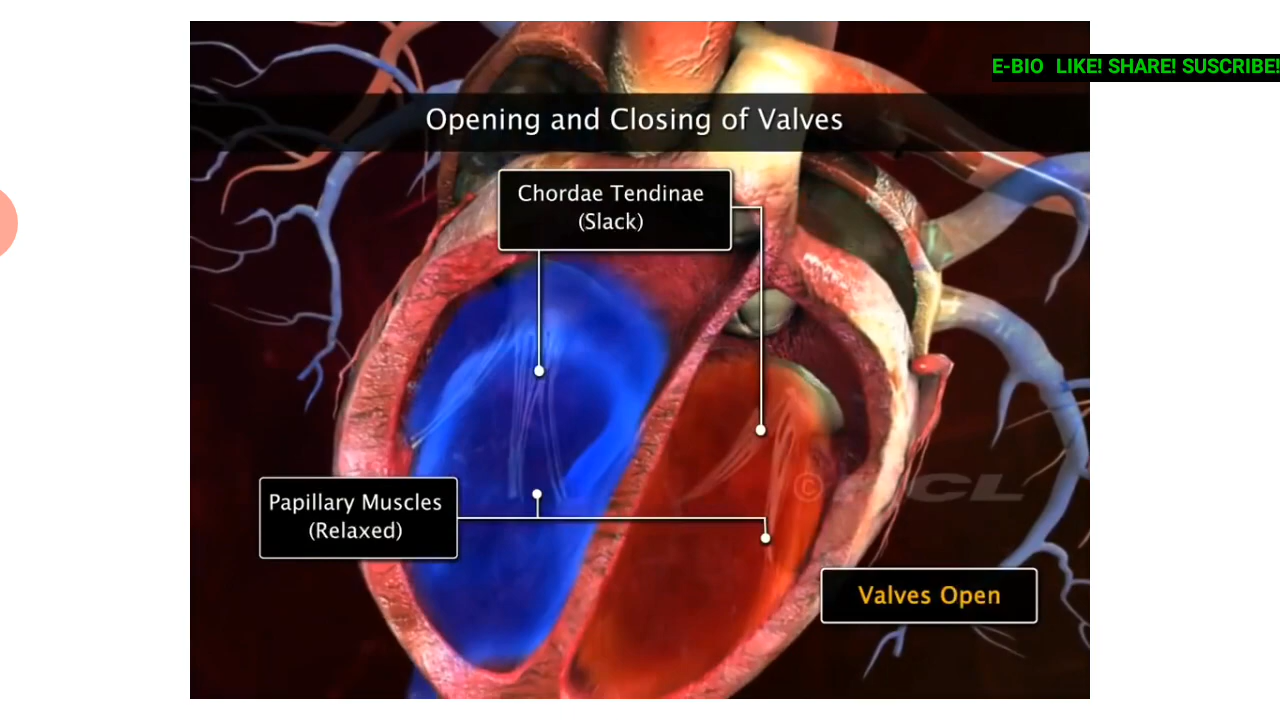 E-BIO LIKE! SHARE! SUSCRIBE!
Opening and Closing of Valves
Chordae Tendinae
(Slack)
Papillary Muscles
(Relaxed)
Valves Open